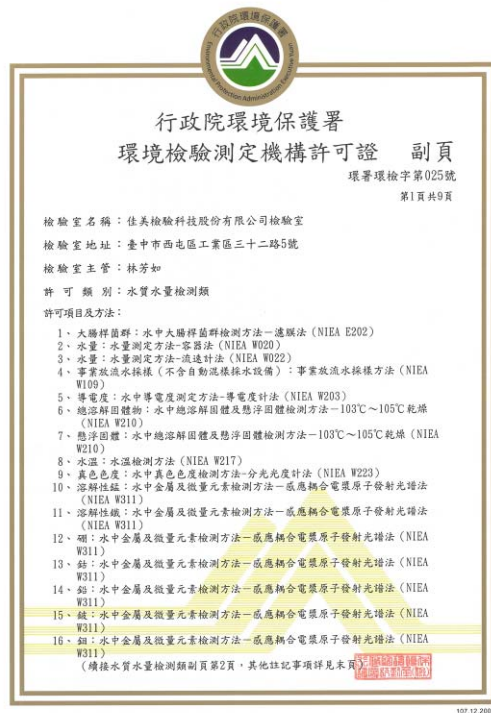 行政院環境保護署
Environmental Protection Administration Executive Yuan
行政院環境保護署
環境檢驗測定機構許可證 副頁
環署環檢字第025號
第1頁共9頁
檢驗室名稱：佳美檢驗科技股份有限公司檢驗室
檢驗室地址：臺中市西屯區工業區三十二路5號
檢驗室主管：林芳如
許可類別：水質水量檢測類
許可項目及方法：
1、大腸桿菌群：水中大腸桿菌群檢測方法－濾膜法（NIEA E202）
2、水量：水量測定方法-容器法（NIEA W020）
3、水量：水量測定方法-流速計法（NIEA W022）
4、事業放流水採樣（不含自動混樣採水設備）：事業放流水採樣方法（NIEA
W109）
5、導電度：水中導電度測定方法-導電度計法（NIEA W203）
6、總溶解固體物：水中總溶解固體及懸浮固體檢測方法－103℃～105℃乾燥
（NIEA W210）
7、懸浮固體：水中總溶解固體及懸浮固體檢測方法－103℃～105℃乾燥（NIEA
W210）
8、水溫：水溫檢測方法（NIEA W217）
9、真色色度：水中真色色度檢測方法-分光光度計法（NIEA W223）
10、溶解性錳：水中金屬及微量元素檢測方法－感應耦合電漿原子發射光譜法
（NIEA W311）
11、溶解性鐵：水中金屬及微量元素檢測方法－感應耦合電漿原子發射光譜法
（NIEA W311）
12、硼：水中金屬及微量元素檢測方法－感應耦合電漿原子發射光譜法（NIEA
W311）
13、鈷：水中金屬及微量元素檢測方法－感應耦合電漿原子發射光譜法（NIEA
W311）
14、鉛：水中金屬及微量元素檢測方法－感應耦合電漿原子發射光譜法（NIEA
W311）
15、鈹：水中金屬及微量元素檢測方法－感應耦合電漿原子發射光譜法（NIEA
W311）
16、鉬：水中金屬及微量元素檢測方法－感應耦合電漿原子發射光譜法（NIEA
W311）
（續接水質水量檢測類副頁第2頁，其他註記事項詳見末頁）
107.12.200